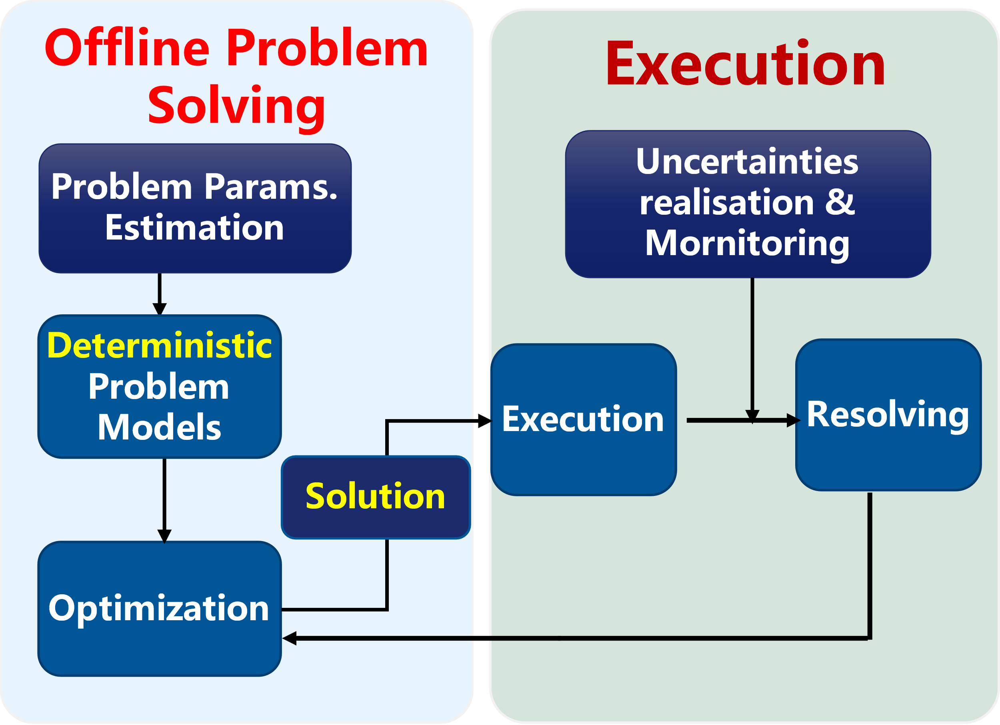 Offline Problem
Solving
Problem Params.
Estimation
Deterministic
Problem
Models
Solution
Optimization
Execution
Uncertainties
realisation &
Mornitoring
Execution
Resolving